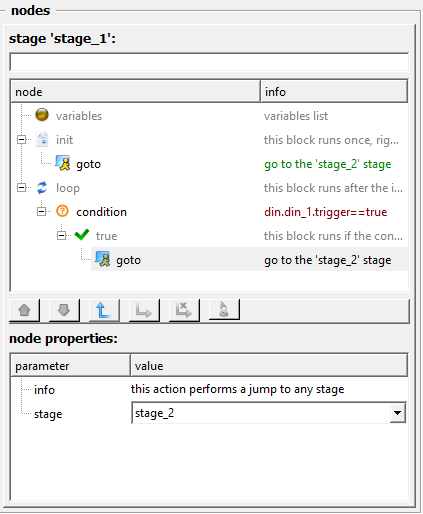 nodes
stage 'stage_1':
node info
variables variables list
init this block runs once, rig...
goto go to the 'stage_2' stage
loop this block runs after the i...
condition din.din_1.trigger==true
true this block runs if the con...
goto go to the 'stage_2' stage
node properties:
parameter value
info this action performs a jump to any stage
stage stage_2